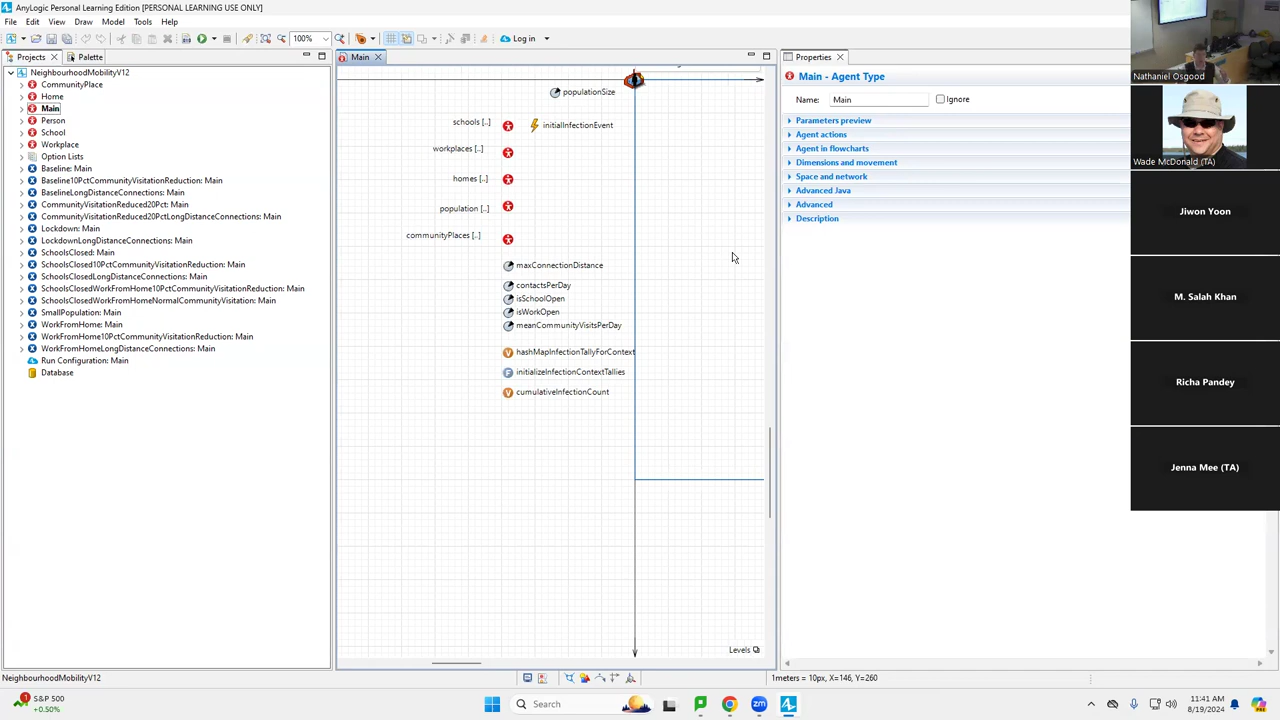 AnyLogic Personal Learning Edition [PERSONAL LEARNING USE ONLY]
File Edit View Draw Model Tools Help
100% Log in
Projects Palette
NeighbourhoodMobilityV12
CommunityPlace
Home
Main
Person
School
Workplace
Option Lists
Baseline: Main
Baseline10PctCommunityVisitationReduction: Main
BaselineLongDistanceConnections: Main
CommunityVisitationReduced20Pct: Main
CommunityVisitationReduced20PctLongDistanceConnections: Main
Lockdown: Main
LockdownLongDistanceConnections: Main
SchoolsClosed: Main
SchoolsClosed10PctCommunityVisitationReduction: Main
SchoolsClosedLongDistanceConnections: Main
SchoolsClosedWorkFromHome10PctCommunityVisitationReduction: Main
SchoolsClosedWorkFromHomeNormalCommunityVisitation: Main
SmallPopulation: Main
WorkFromHome: Main
WorkFromHome10PctCommunityVisitationReduction: Main
WorkFromHomeLongDistanceConnections: Main
Run Configuration: Main
Database
Main
populationSize
schools [..]
initialInfectionEvent
workplaces [..]
homes [..]
population [..]
communityPlaces [..]
maxConnectionDistance
contactsPerDay
isSchoolOpen
isWorkOpen
meanCommunityVisitsPerDay
hashMapInfectionTallyForContext
initializeInfectionContextTallies
cumulativeInfectionCount
Levels
Properties
Main - Agent Type
Name: Main Ignore
Parameters preview
Agent actions
Agent in flowcharts
Dimensions and movement
Space and network
Advanced Java
Advanced
Description
Nathaniel Osgood
Wade McDonald (TA)
Jiwon Yoon
M. Salah Khan
Richa Pandey
Jenna Mee (TA)
NeighbourhoodMobilityV12
1meters = 10px, X=146, Y=260
1
S&P 500
+0.50%
Search
11:41 AM
8/19/2024